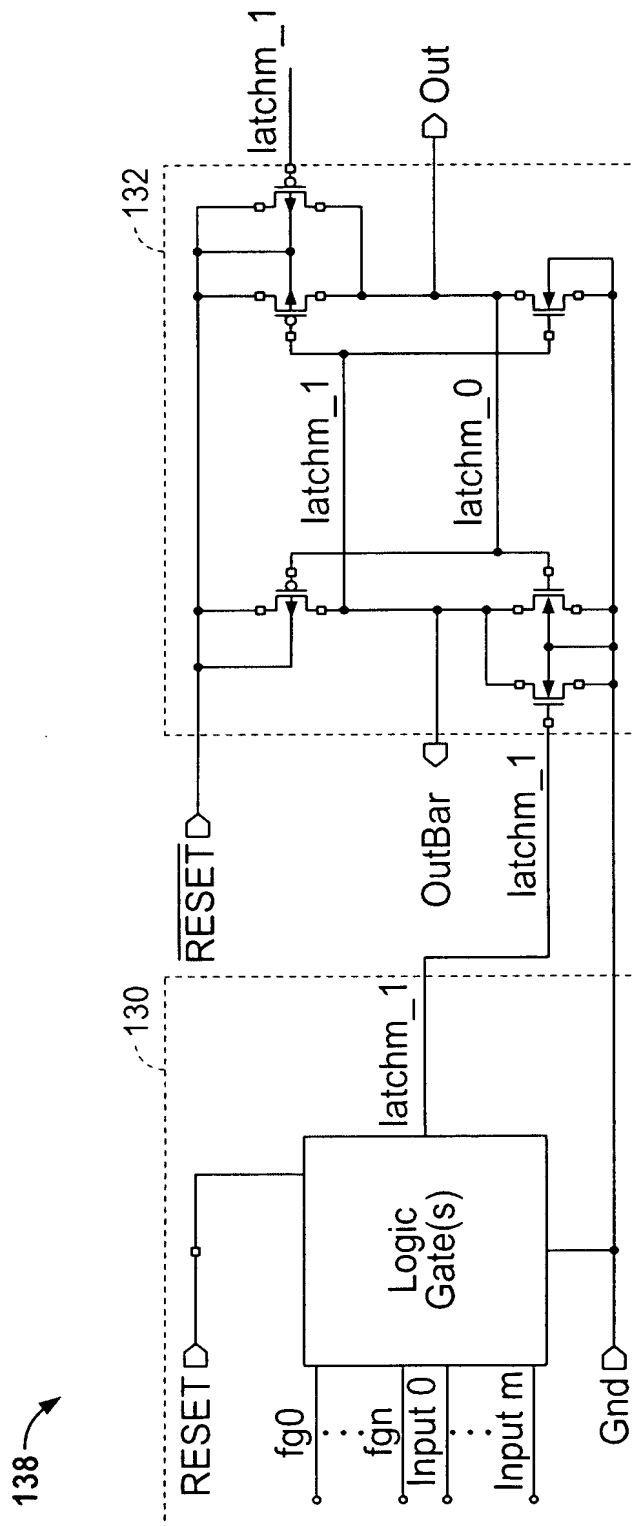 138
130
132
RESET
RESET
latchm_1
fg0
fgn
Input 0
Input m
Logic
Gate(s)
latchm_1
latchm_1
OutBar
latchm_1
latchm_0
Out
Gnd